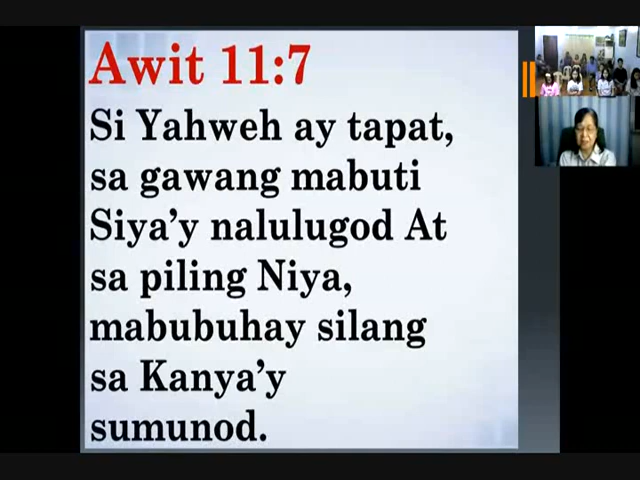 Awit 11:7
Si Yahweh ay tapat,
sa gawang mabuti
Siya’y nalulugod At
sa piling Niya,
mabubuhay silang
sa Kanya’y
sumunod.